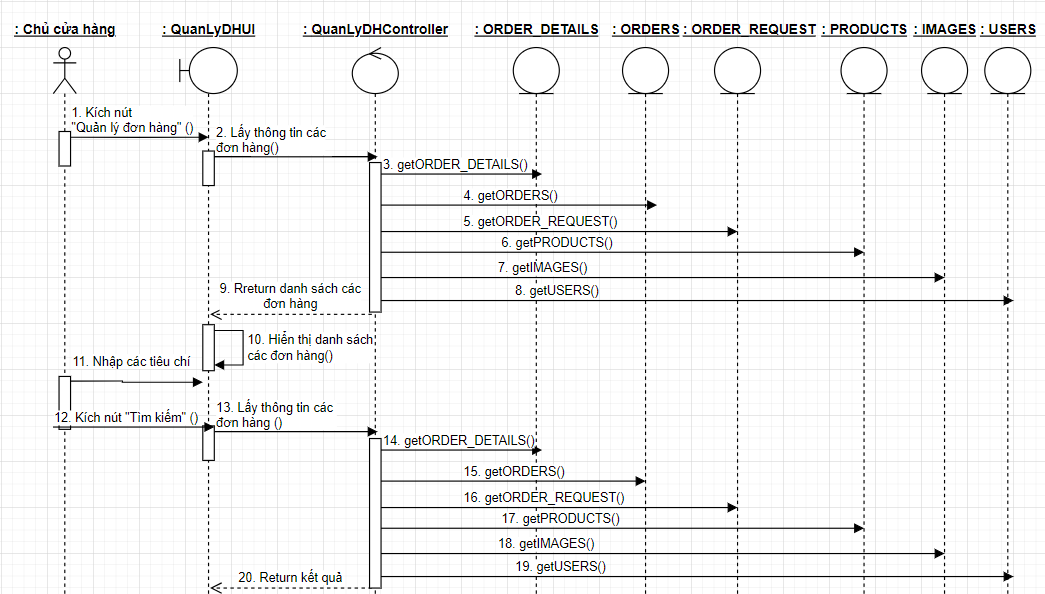 : Chủ cửa hàng
: QuanLyDHUI
: QuanLyDHController
: ORDER_DETAILS
: ORDERS
: ORDER_REQUEST
: PRODUCTS
: IMAGES
: USERS
1. Kích nút
"Quản lý đơn hàng" ()
2. Lấy thông tin các
đơn hàng()
3. getORDER_DETAILS()
4. getORDERS()
5. getORDER_REQUEST()
6. getPRODUCTS()
7. getIMAGES()
8. getUSERS()
9. Rreturn danh sách các
đơn hàng
10. Hiển thị danh sách
các đơn hàng()
11. Nhập các tiêu chí
12. Kích nút "Tìm kiếm" ()
13. Lấy thông tin các
đơn hàng ()
14. getORDER_DETAILS()
15. getORDERS()
16. getORDER_REQUEST()
17. getPRODUCTS()
18. getIMAGES()
19. getUSERS()
20. Return kết quả